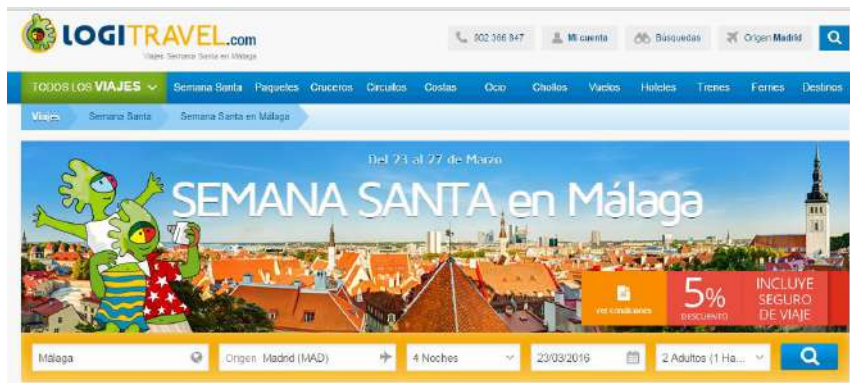 LOGITRAVEL.com
Viajes Semana Santa en Málaga
902 366 847
Mi cuenta
Búsquedas
Origen Madrid
TODOS LOS VIAJES
Semana Santa
Paquetes
Cruceros
Circuitos
Costas
Ocio
Chollos
Vuelos
Hoteles
Trenes
Ferries
Destinos
Viajes
Semana Santa
Semana Santa en Málaga
Del 23 al 27 de Marzo
SEMANA SANTA en Málaga
Ver condiciones
5%
DESCUENTO
INCLUYE
SEGURO
DE VIAJE
Málaga
Origen Madrid (MAD)
4 Noches
23/03/2016
2 Adultos (1 Ha...